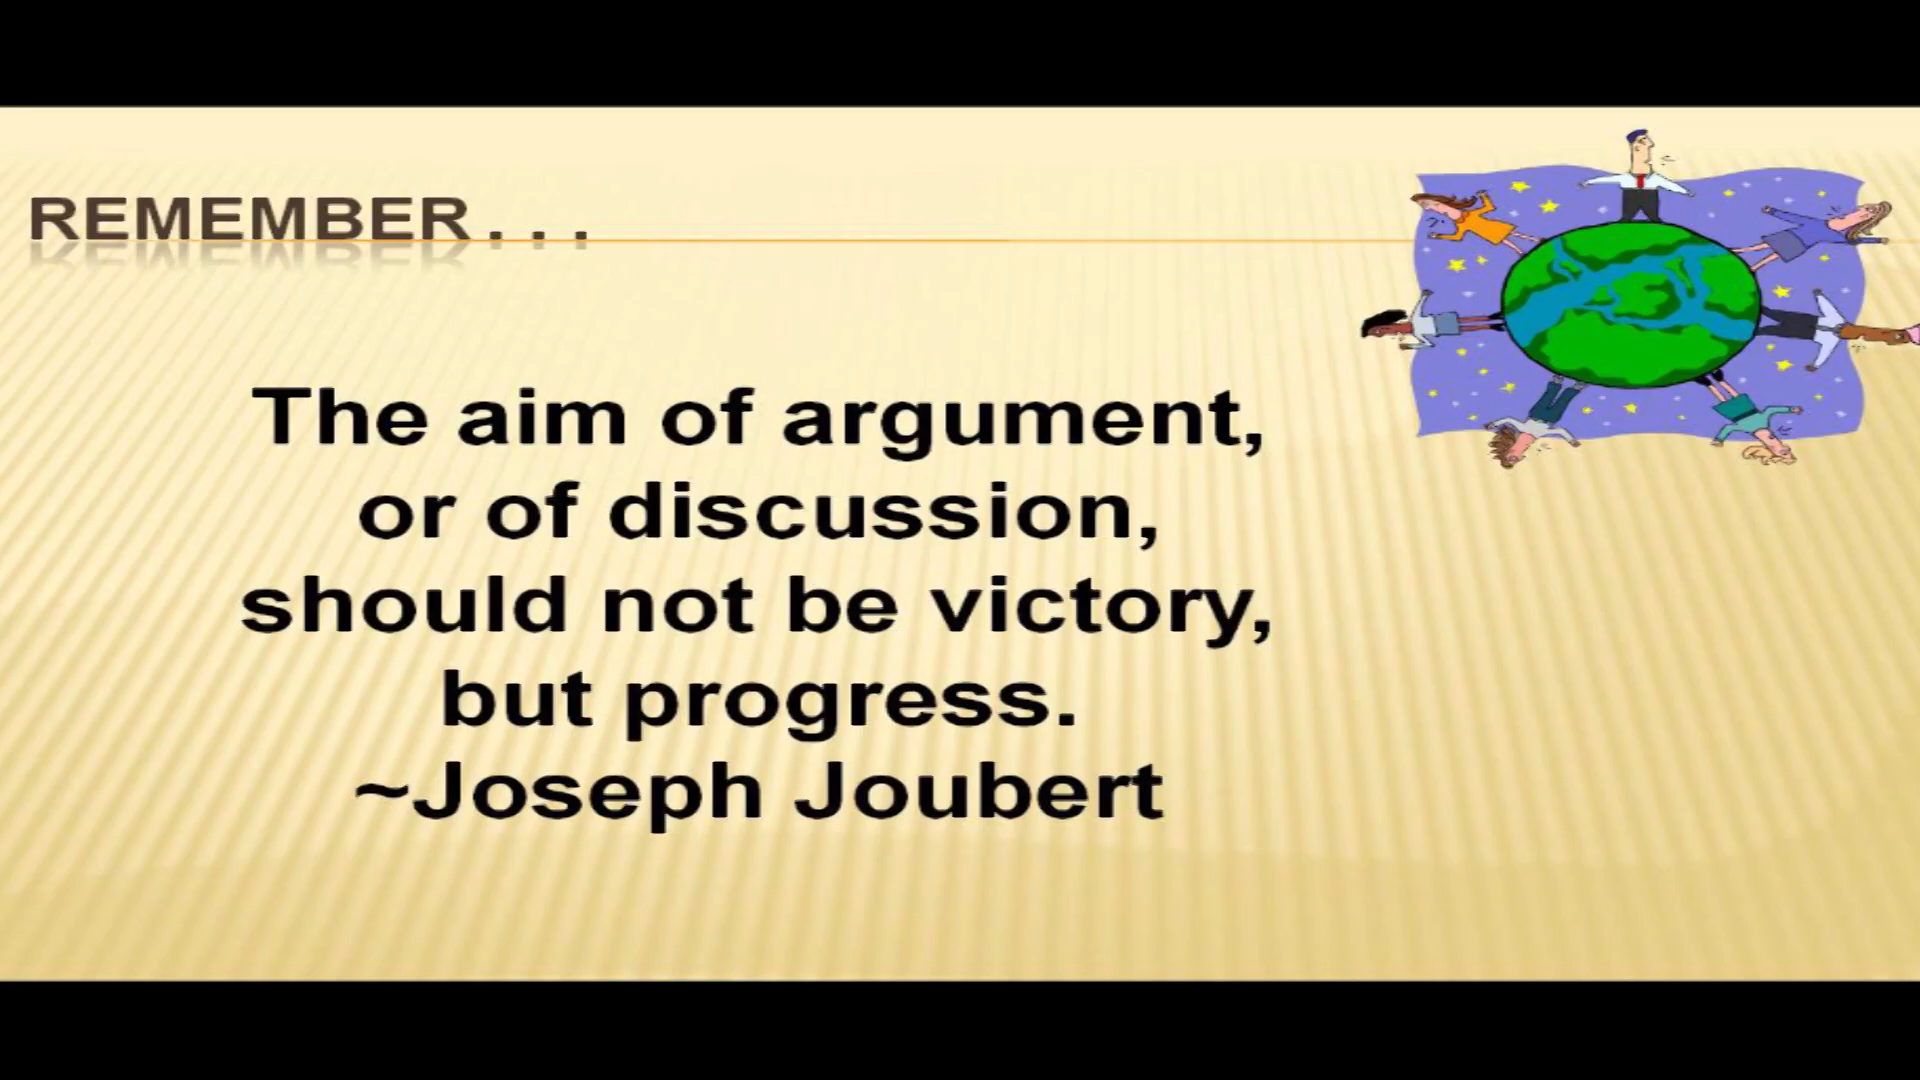 REMEMBER . . .
The aim of argument,
or of discussion,
should not be victory,
but progress.
~Joseph Joubert